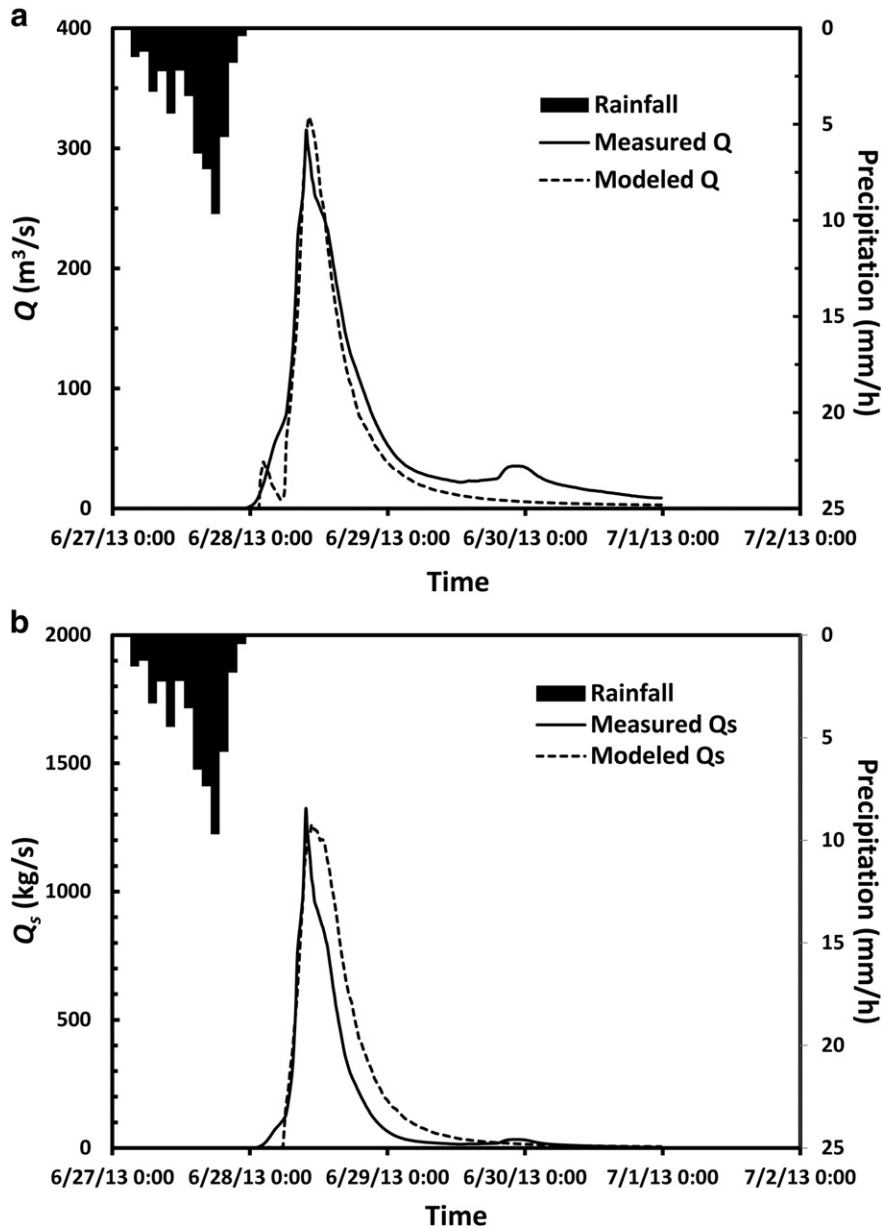 a
400
300
200
100
0
Q (m³/s)
0
5
10
15
20
25
Precipitation (mm/h)
Rainfall
Measured Q
Modeled Q
6/27/13 0:00 6/28/13 0:00 6/29/13 0:00 6/30/13 0:00 7/1/13 0:00 7/2/13 0:00
Time
b
2000
1500
1000
500
0
Qs (kg/s)
0
5
10
15
20
25
Precipitation (mm/h)
Rainfall
Measured Qs
Modeled Qs
6/27/13 0:00 6/28/13 0:00 6/29/13 0:00 6/30/13 0:00 7/1/13 0:00 7/2/13 0:00
Time